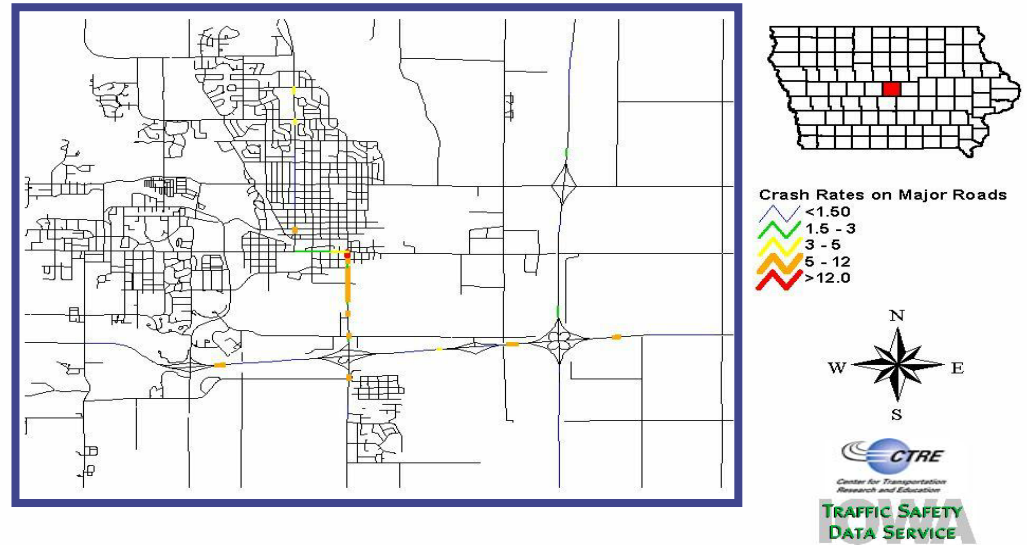 Crash Rates on Major Roads
<1.50
1.5 - 3
3 - 5
5 - 12
>12.0
N
W E
S
CTRE
Center for Transportation
Research and Education
IOWA
TRAFFIC SAFETY
DATA SERVICE